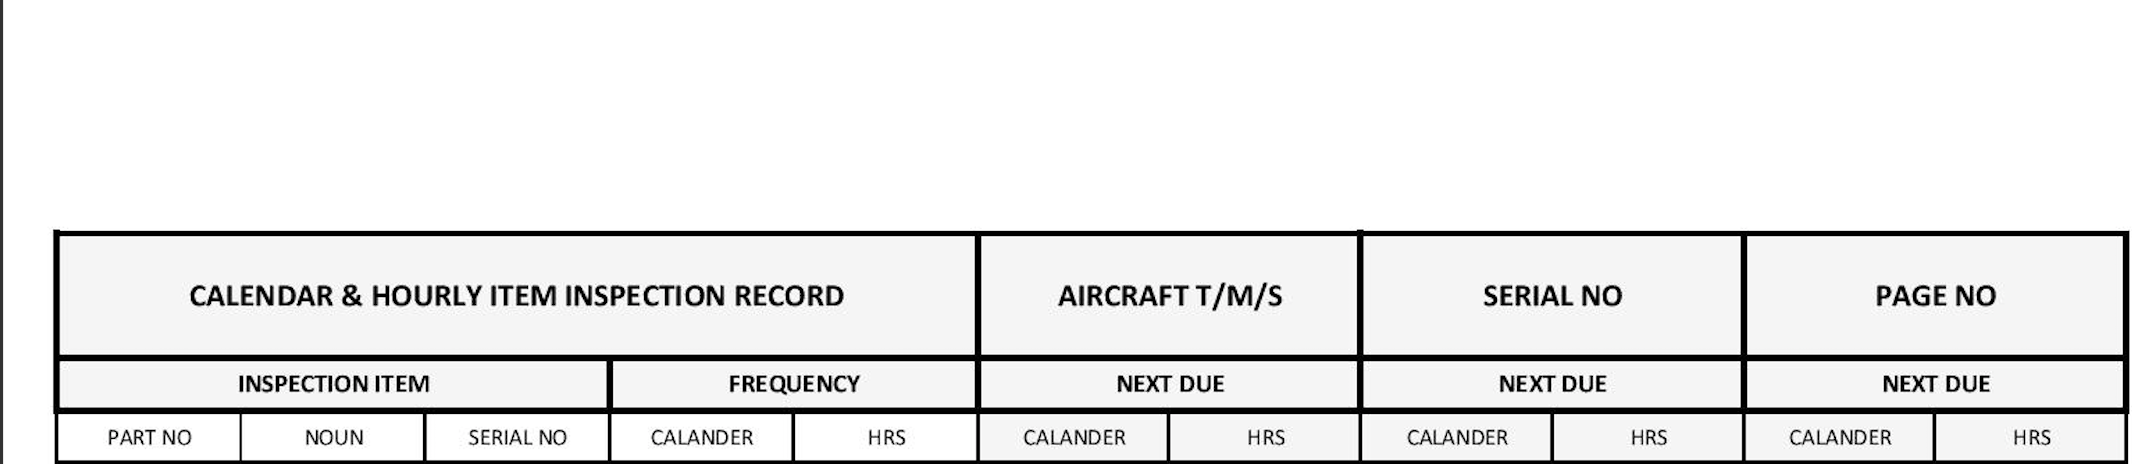 CALENDAR & HOURLY ITEM INSPECTION RECORD AIRCRAFT T/M/S SERIAL NO PAGE NO
INSPECTION ITEM FREQUENCY NEXT DUE NEXT DUE NEXT DUE
PART NO NOUN SERIAL NO CALANDER HRS CALANDER HRS CALANDER HRS CALANDER HRS